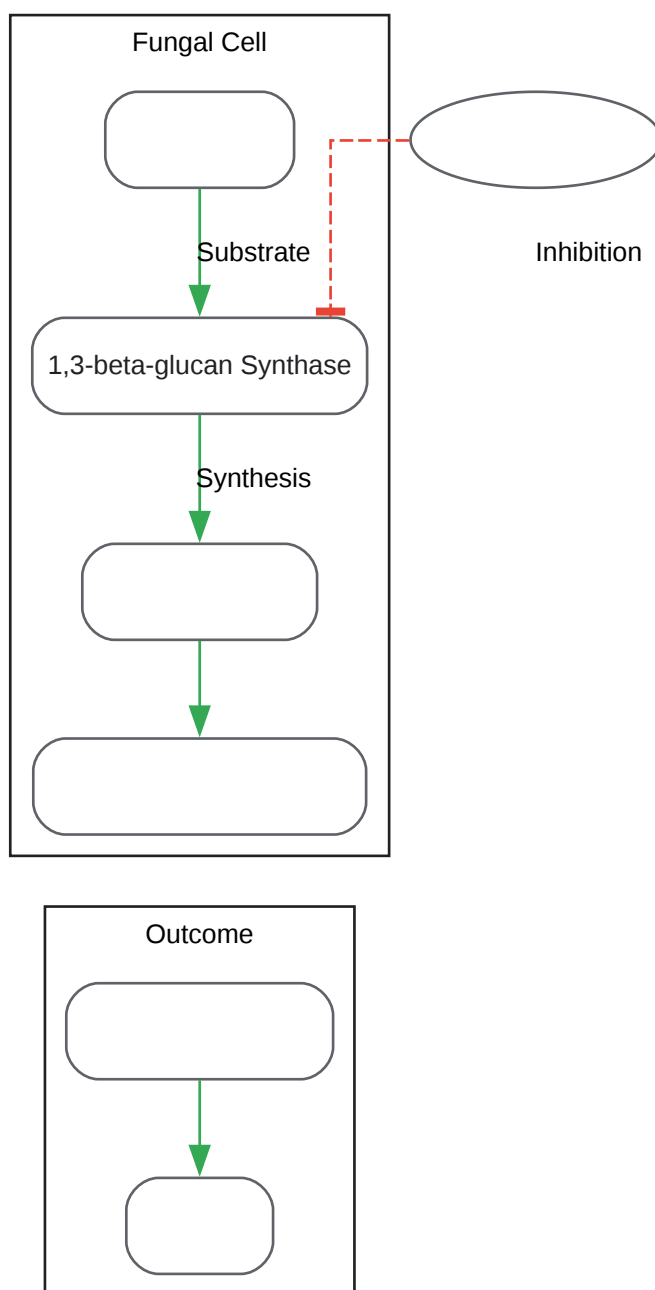 Fungal Cell
Substrate
Inhibition
1,3-beta-glucan Synthase
Synthesis
Outcome